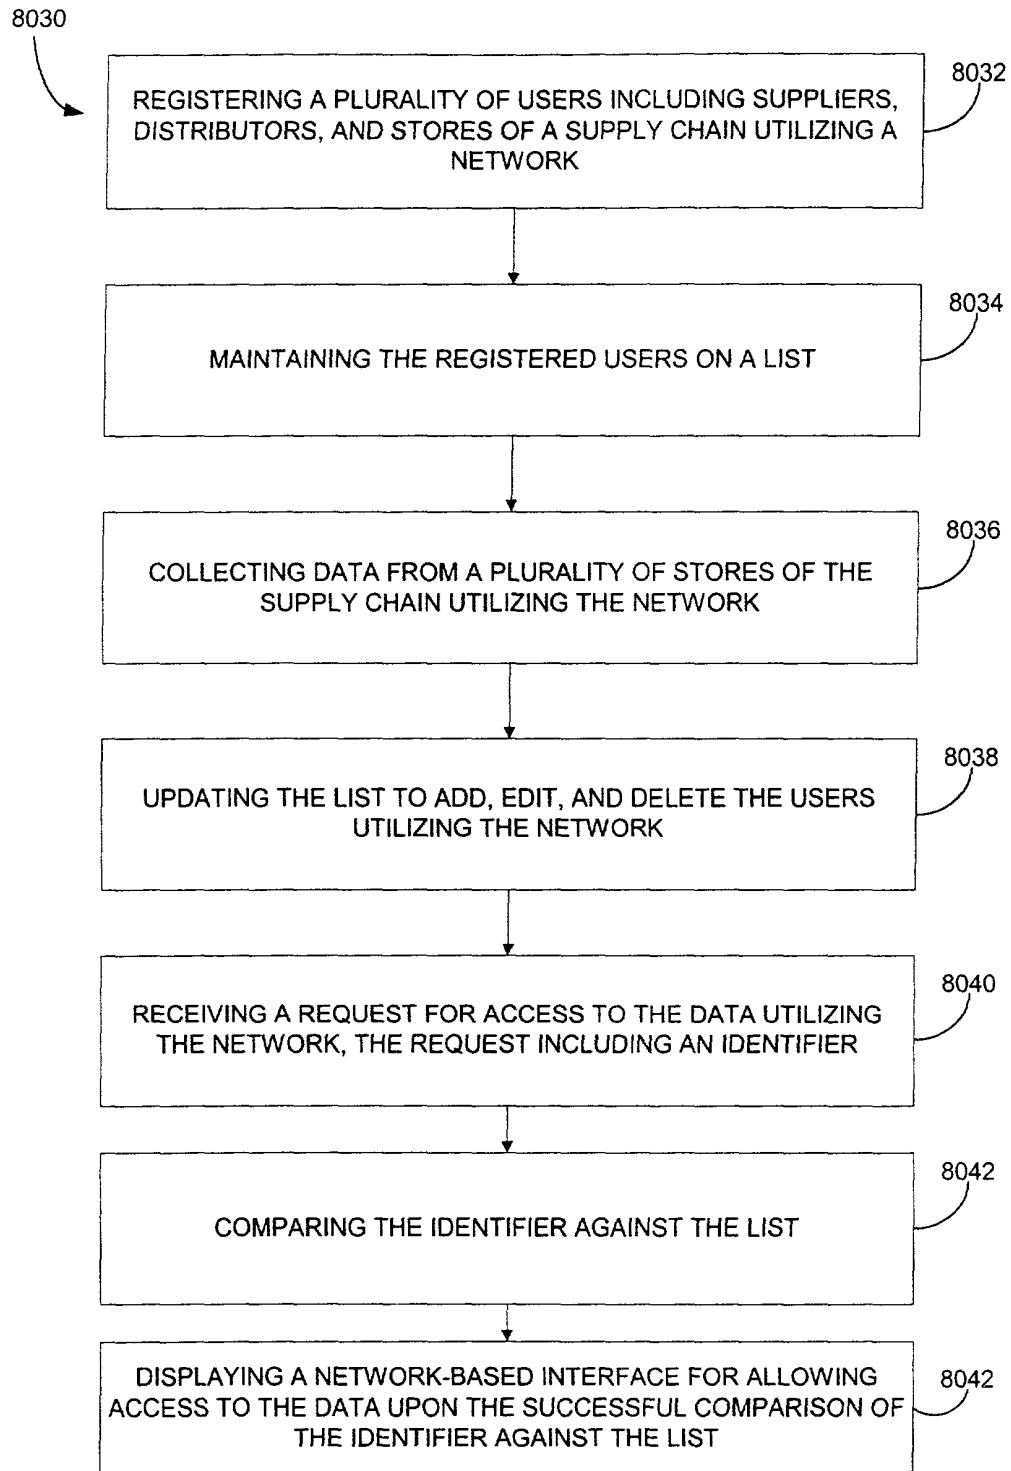 8030
8032
REGISTERING A PLURALITY OF USERS INCLUDING SUPPLIERS,
DISTRIBUTORS, AND STORES OF A SUPPLY CHAIN UTILIZING A
NETWORK
8034
MAINTAINING THE REGISTERED USERS ON A LIST
8036
COLLECTING DATA FROM A PLURALITY OF STORES OF THE
SUPPLY CHAIN UTILIZING THE NETWORK
8038
UPDATING THE LIST TO ADD, EDIT, AND DELETE THE USERS
UTILIZING THE NETWORK
8040
RECEIVING A REQUEST FOR ACCESS TO THE DATA UTILIZING
THE NETWORK, THE REQUEST INCLUDING AN IDENTIFIER
8042
COMPARING THE IDENTIFIER AGAINST THE LIST
8042
DISPLAYING A NETWORK-BASED INTERFACE FOR ALLOWING
ACCESS TO THE DATA UPON THE SUCCESSFUL COMPARISON OF
THE IDENTIFIER AGAINST THE LIST